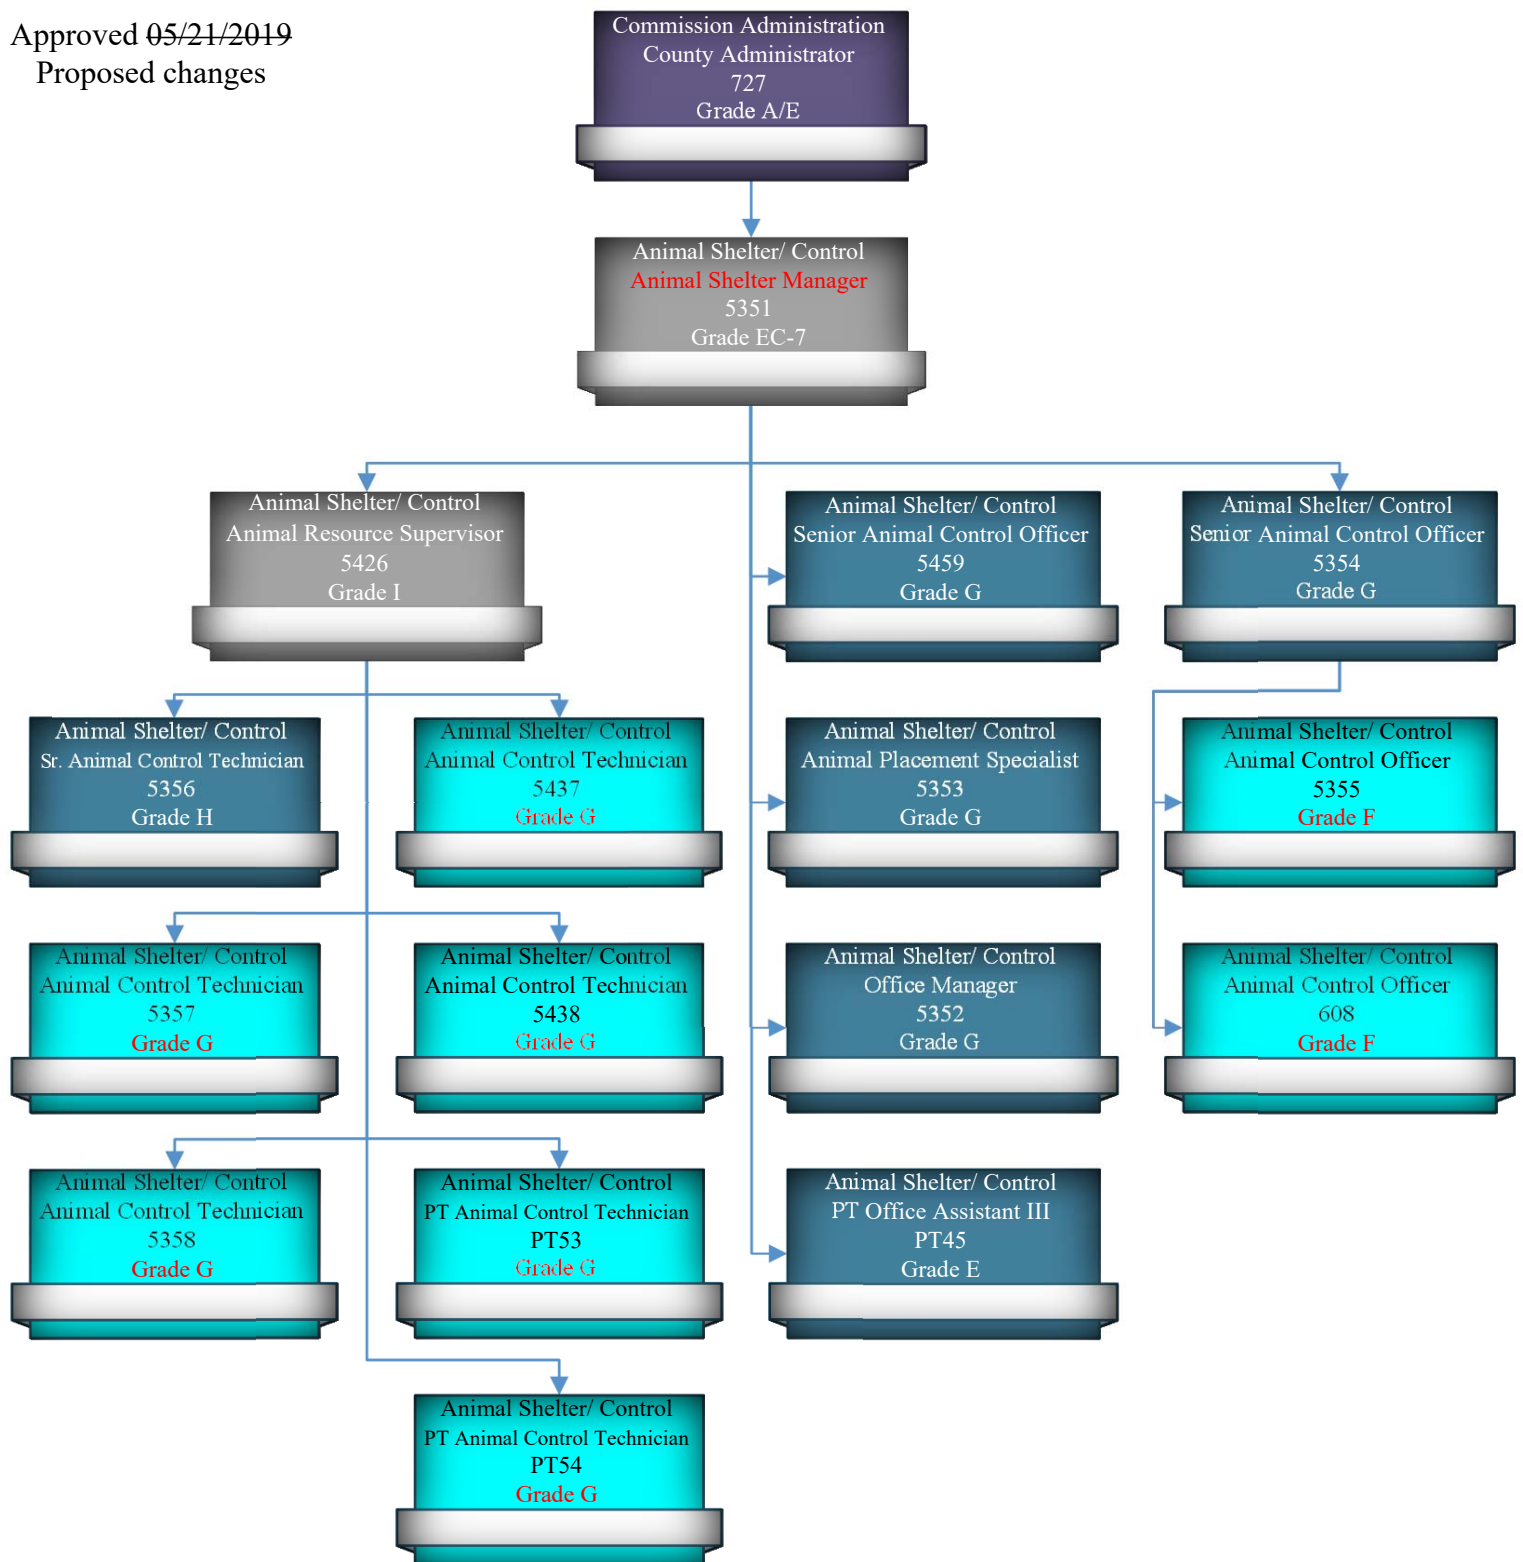 Approved 05/21/2019
Proposed changes
Commission Administration
County Administrator
727
Grade A/E
Animal Shelter/ Control
Animal Shelter Manager
5351
Grade EC-7
Animal Shelter/ Control
Animal Resource Supervisor
5426
Grade I
Animal Shelter/ Control
Senior Animal Control Officer
5459
Grade G
Animal Shelter/ Control
Senior Animal Control Officer
5354
Grade G
Animal Shelter/ Control
Sr. Animal Control Technician
5356
Grade H
Animal Shelter/ Control
Animal Control Technician
5437
Grade G
Animal Shelter/ Control
Animal Placement Specialist
5353
Grade G
Animal Shelter/ Control
Animal Control Officer
5355
Grade F
Animal Shelter/ Control
Animal Control Technician
5357
Grade G
Animal Shelter/ Control
Animal Control Technician
5438
Grade G
Animal Shelter/ Control
Office Manager
5352
Grade G
Animal Shelter/ Control
Animal Control Officer
608
Grade F
Animal Shelter/ Control
Animal Control Technician
5358
Grade G
Animal Shelter/ Control
PT Animal Control Technician
PT53
Grade G
Animal Shelter/ Control
PT Office Assistant III
PT45
Grade E
Animal Shelter/ Control
PT Animal Control Technician
PT54
Grade G